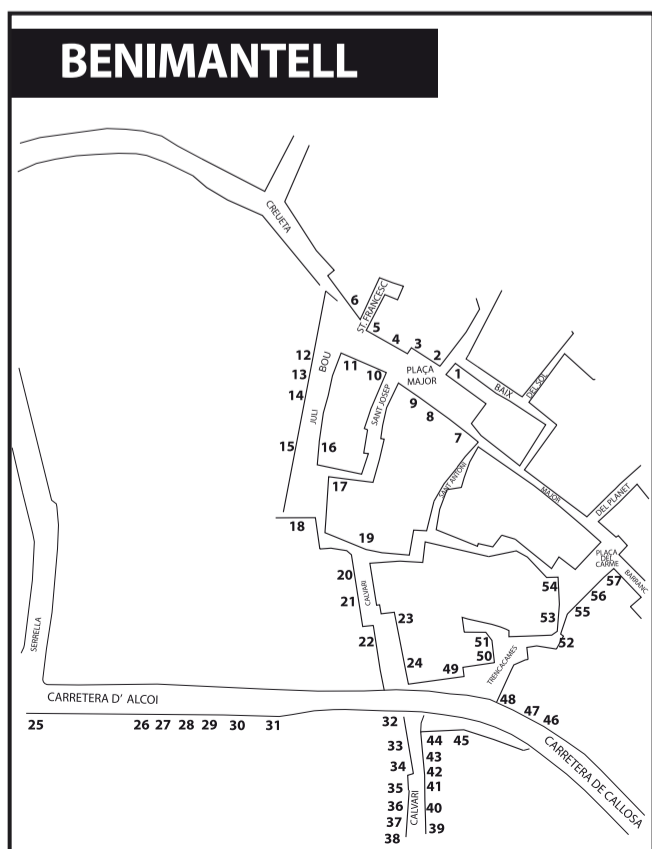 BENIMANTELL
CREUETA
6
ST. FRANCESC
5
4
3
2
1
12
13
14
BOU
JULI
11
10
PLAÇA
MAJOR
BAIX
DEL SOL
SANT JOSEP
9
8
7
15
16
17
SANT ANTONI
MAJOR
DEL PLANET
18
19
PLAÇA
DEL
CARME
BARRANC
20
21
CALVARI
22
23
24
54
53
57
56
55
52
51
50
49
TRENCACAMES
48
47
46
SERRELLA
CARRETERA D' ALCOI
25
26
27
28
29
30
31
32
33
34
35
36
37
38
CALVARI
44
45
43
42
41
40
39
CARRETERA DE CALLOSA